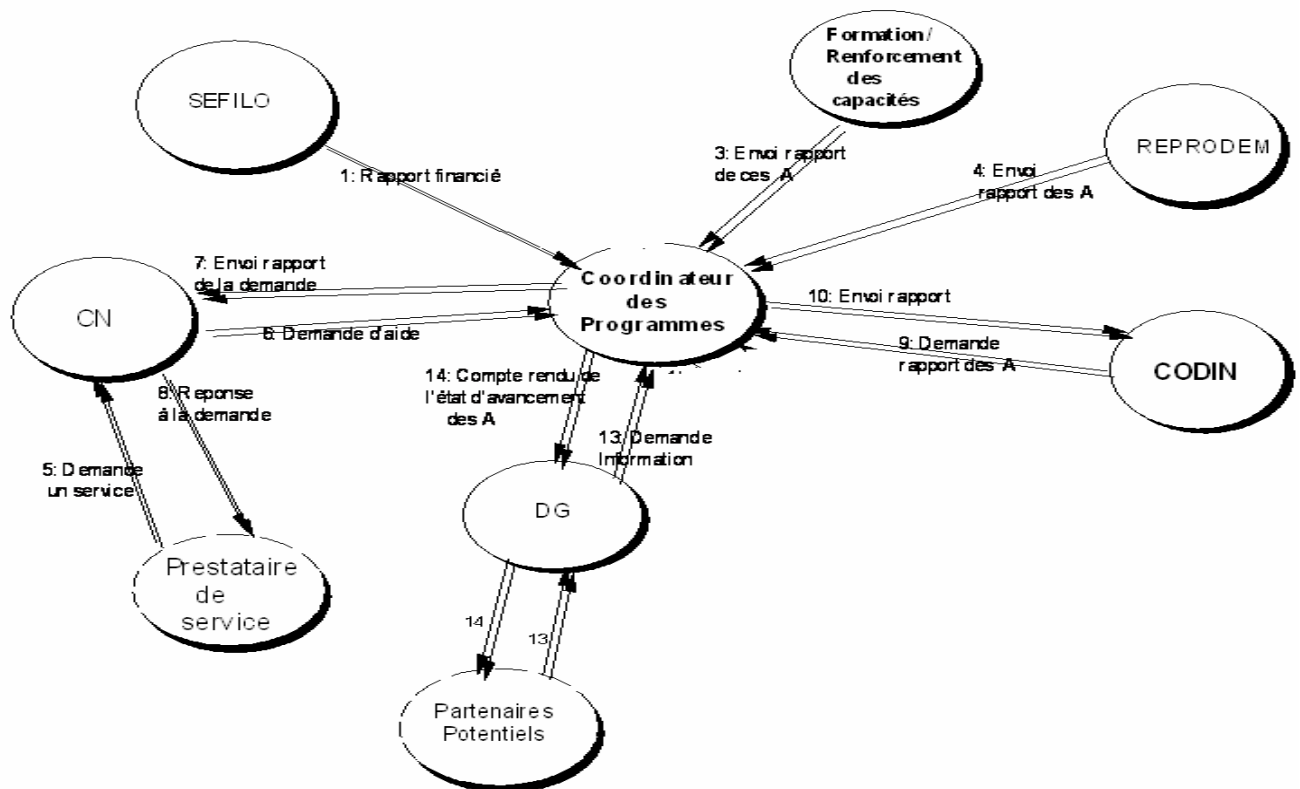 Formation/
Renforcement
des
capacités
SEFILO
REPRODEM
3: Envoi rapport
de ces A
1: Rapport financié
4: Envoi
rapport des A
7: Envoi rapport
de la demande
Coordinateur
des
Programmes
10: Envoi rapport
CN
6: Demande d'aide
9: Demande
rapport des A
CODIN
14: Compte rendu de
l'état d'avancement
des A
8: Reponse
à la demande
13: Demande
Information
5: Demande
un service
DG
Prestataire
de
service
14
13
Partenaires
Potentiels